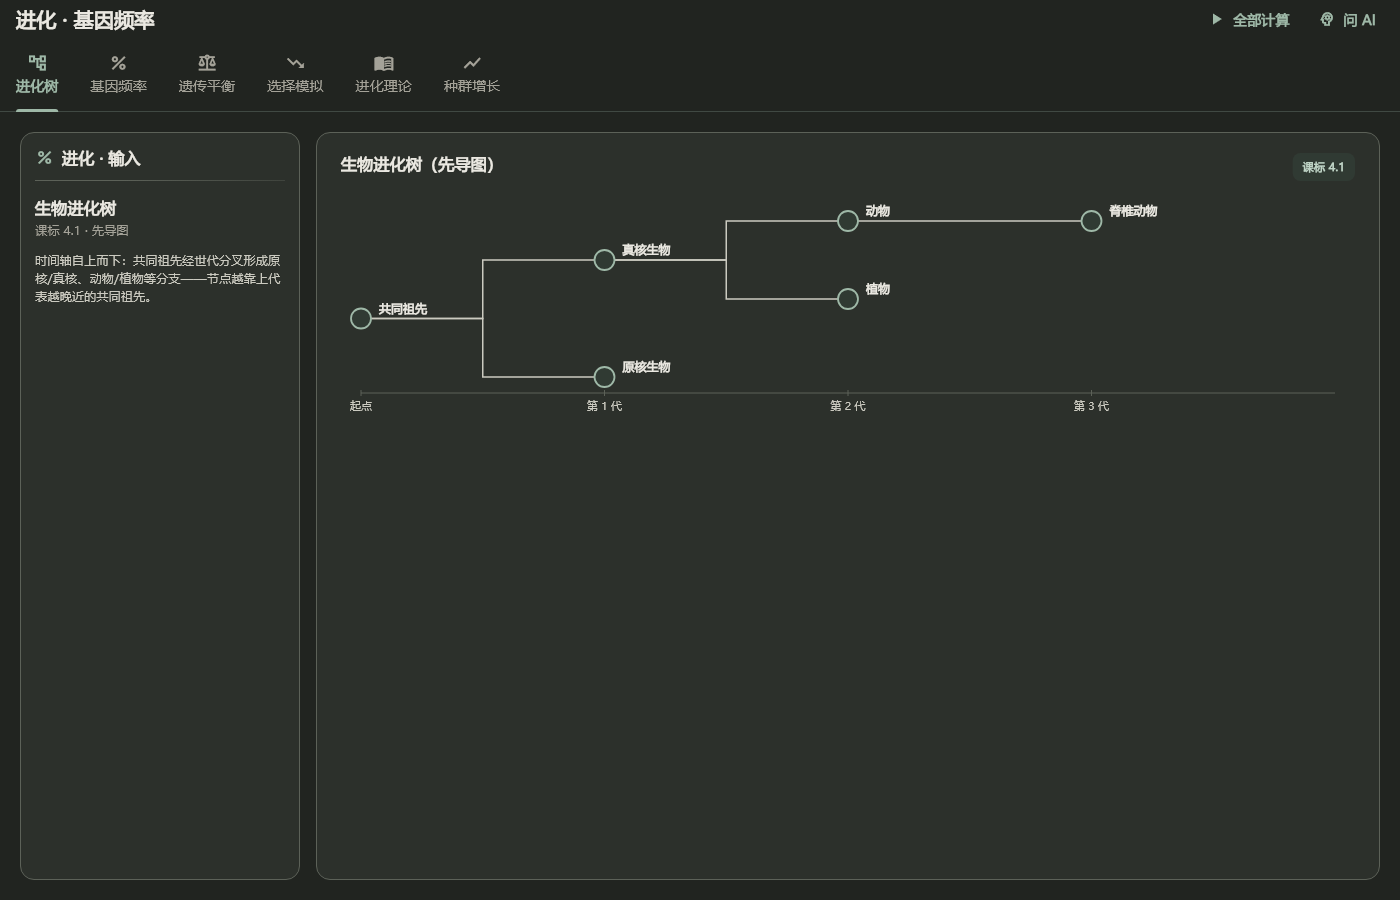 进化 · 基因频率
全部计算
问 AI
进化树
基因频率
遗传平衡
选择模拟
进化理论
种群增长
进化 · 输入
生物进化树
课标 4.1 · 先导图
时间轴自上而下：共同祖先经世代分叉形成原
核/真核、动物/植物等分支——节点越靠上代
表越晚近的共同祖先。
生物进化树（先导图）
课标 4.1
动物
脊椎动物
真核生物
植物
共同祖先
原核生物
起点
第 1 代
第 2 代
第 3 代